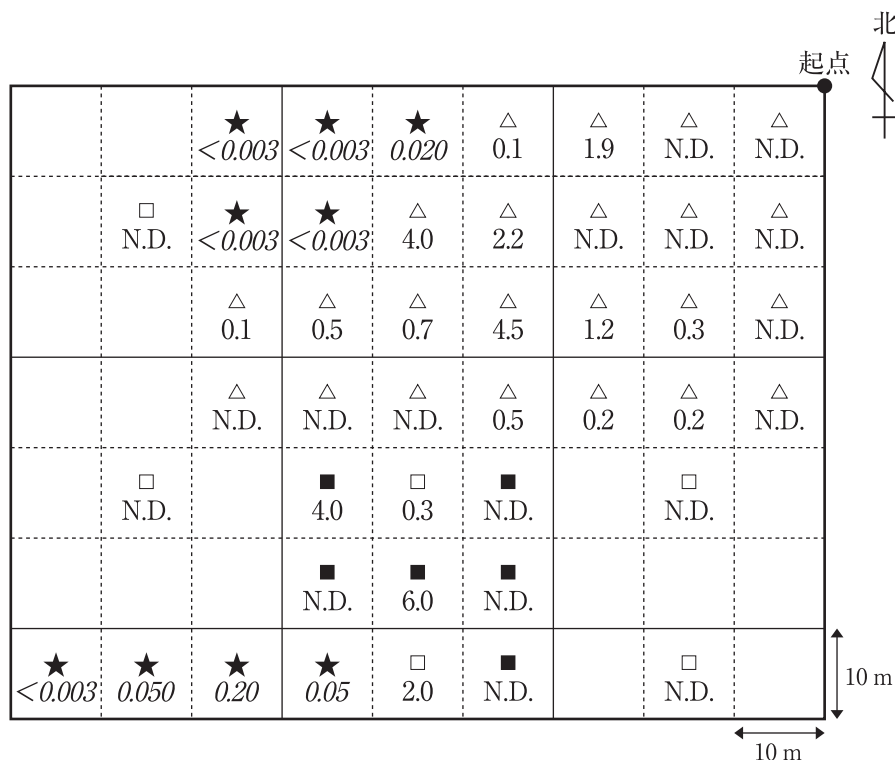 北
起点
★ ★ ★ △ △ △ △
<0.003 <0.003 0.020 0.1 1.9 N.D. N.D.
□ ★ ★ △ △ △ △ △
N.D. <0.003 <0.003 4.0 2.2 N.D. N.D. N.D.
△ △ △ △ △ △ △
0.1 0.5 0.7 4.5 1.2 0.3 N.D.
△ △ △ △ △ △ △
N.D. N.D. N.D. 0.5 0.2 0.2 N.D.
□ ■ □ ■ □
N.D. 4.0 0.3 N.D. N.D.
■ ■ ■
N.D. 6.0 N.D.
★ ★ ★ ★ □ ■ □
<0.003 0.050 0.20 0.05 2.0 N.D. N.D.
10 m
10 m